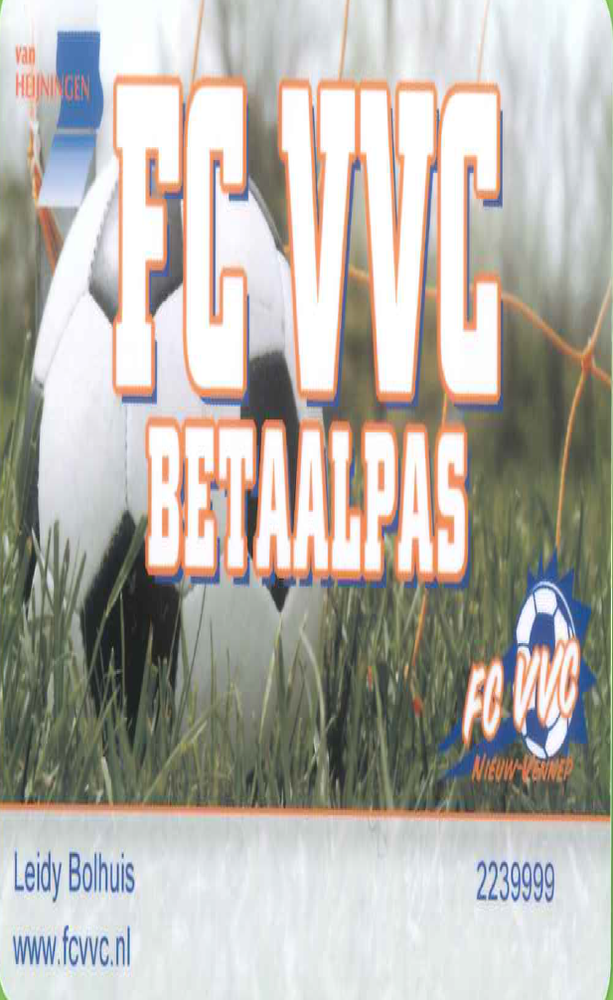 van
HEIJNINGEN
FC VVC
BETAALPAS
FC VVC
NIEUW-VENNEP
Leidy Bolhuis
2239999
www.fcvvc.nl